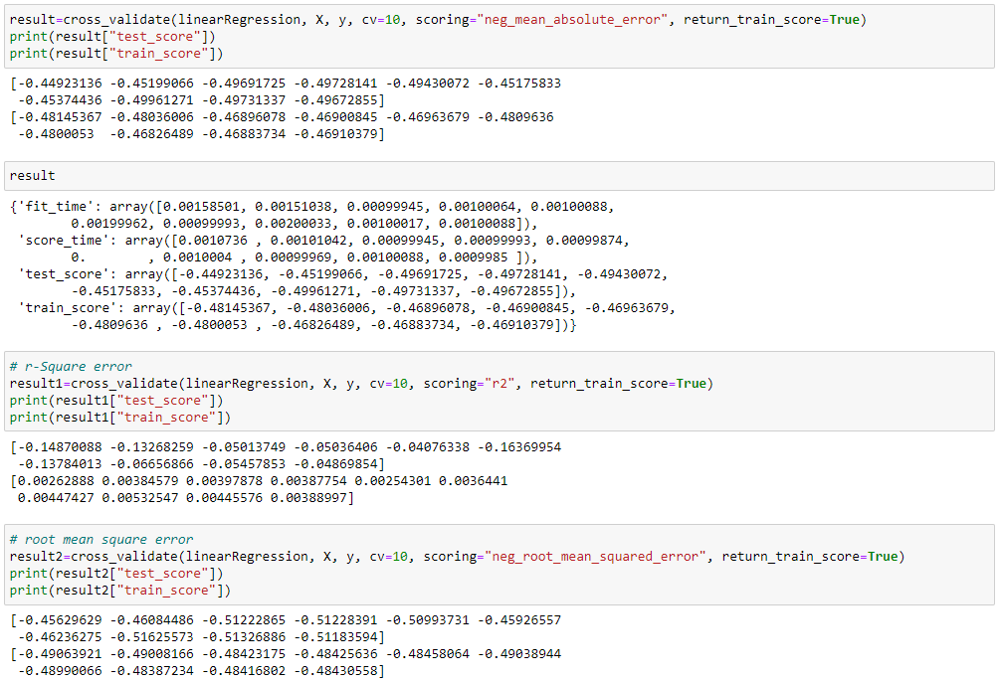 result=cross_validate(linearRegression, X, y, cv=10, scoring="neg_mean_absolute_error", return_train_score=True)
print(result["test_score"])
print(result["train_score"])
[-0.44923136 -0.45199066 -0.49691725 -0.49728141 -0.49430072 -0.45175833
 -0.45374436 -0.49961271 -0.49731337 -0.49672855]
[-0.48145367 -0.48036006 -0.46896078 -0.46900845 -0.46963679 -0.4809636
 -0.4800053  -0.46826489 -0.46883734 -0.46910379]
result
{'fit_time': array([0.00158501, 0.00151038, 0.00099945, 0.00100064, 0.00100088,
        0.00199962, 0.00099993, 0.00200033, 0.00100017, 0.00100088]),
 'score_time': array([0.0010736 , 0.00101042, 0.00099945, 0.00099993, 0.00099874,
        0.        , 0.0010004 , 0.00099969, 0.00100088, 0.0009985 ]),
 'test_score': array([-0.44923136, -0.45199066, -0.49691725, -0.49728141, -0.49430072,
        -0.45175833, -0.45374436, -0.49961271, -0.49731337, -0.49672855]),
 'train_score': array([-0.48145367, -0.48036006, -0.46896078, -0.46900845, -0.46963679,
        -0.4809636 , -0.4800053 , -0.46826489, -0.46883734, -0.46910379])}
# r-Square error
result1=cross_validate(linearRegression, X, y, cv=10, scoring="r2", return_train_score=True)
print(result1["test_score"])
print(result1["train_score"])
[-0.14870088 -0.13268259 -0.05013749 -0.05036406 -0.04076338 -0.16369954
 -0.13784013 -0.06656866 -0.05457853 -0.04869854]
[0.00262888 0.00384579 0.00397878 0.00387754 0.00254301 0.0036441
 0.00447427 0.00532547 0.00445576 0.00388997]
# root mean square error
result2=cross_validate(linearRegression, X, y, cv=10, scoring="neg_root_mean_squared_error", return_train_score=True)
print(result2["test_score"])
print(result2["train_score"])
[-0.45629629 -0.46084486 -0.51222865 -0.51228391 -0.50993731 -0.45926557
 -0.46236275 -0.51625573 -0.51326886 -0.51183594]
[-0.49063921 -0.49008166 -0.48423175 -0.48425636 -0.48458064 -0.49038944
 -0.48990066 -0.48387234 -0.48416802 -0.48430558]